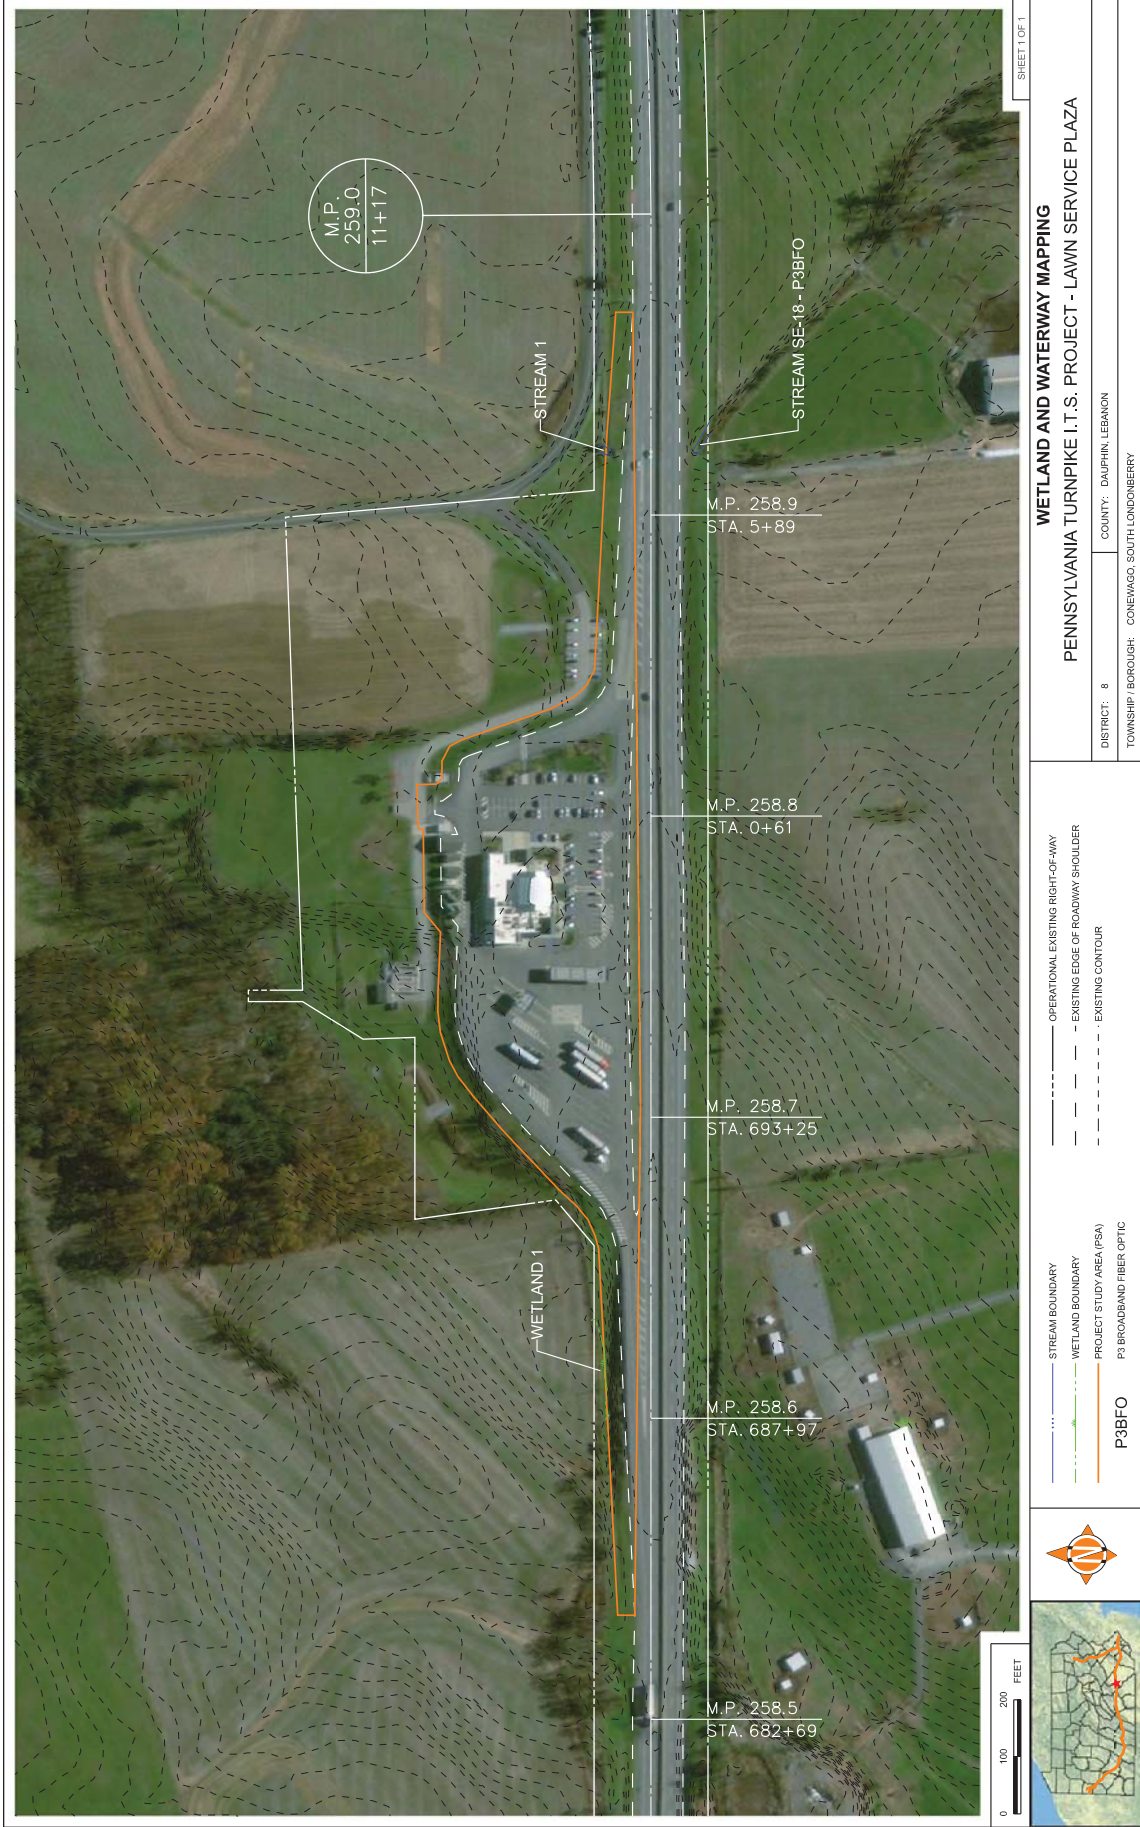 SHEET 1 OF 1
M.P.
259.0
11+17
STREAM 1
STREAM SE-18 - P3BFO
M.P. 258.9
STA. 5+89
M.P. 258.8
STA. 0+61
M.P. 258.7
STA. 693+25
WETLAND 1
M.P. 258.6
STA. 687+97
M.P. 258.5
STA. 682+69
0 100 200
FEET
N
STREAM BOUNDARY
WETLAND BOUNDARY
PROJECT STUDY AREA (PSA)
P3BFO P3 BROADBAND FIBER OPTIC
OPERATIONAL EXISTING RIGHT-OF-WAY
EXISTING EDGE OF ROADWAY SHOULDER
EXISTING CONTOUR
WETLAND AND WATERWAY MAPPING
PENNSYLVANIA TURNPIKE I.T.S. PROJECT - LAWN SERVICE PLAZA
DISTRICT: 8
COUNTY: DAUPHIN, LEBANON
TOWNSHIP / BOROUGH: CONEWAGO, SOUTH LONDONBERRY